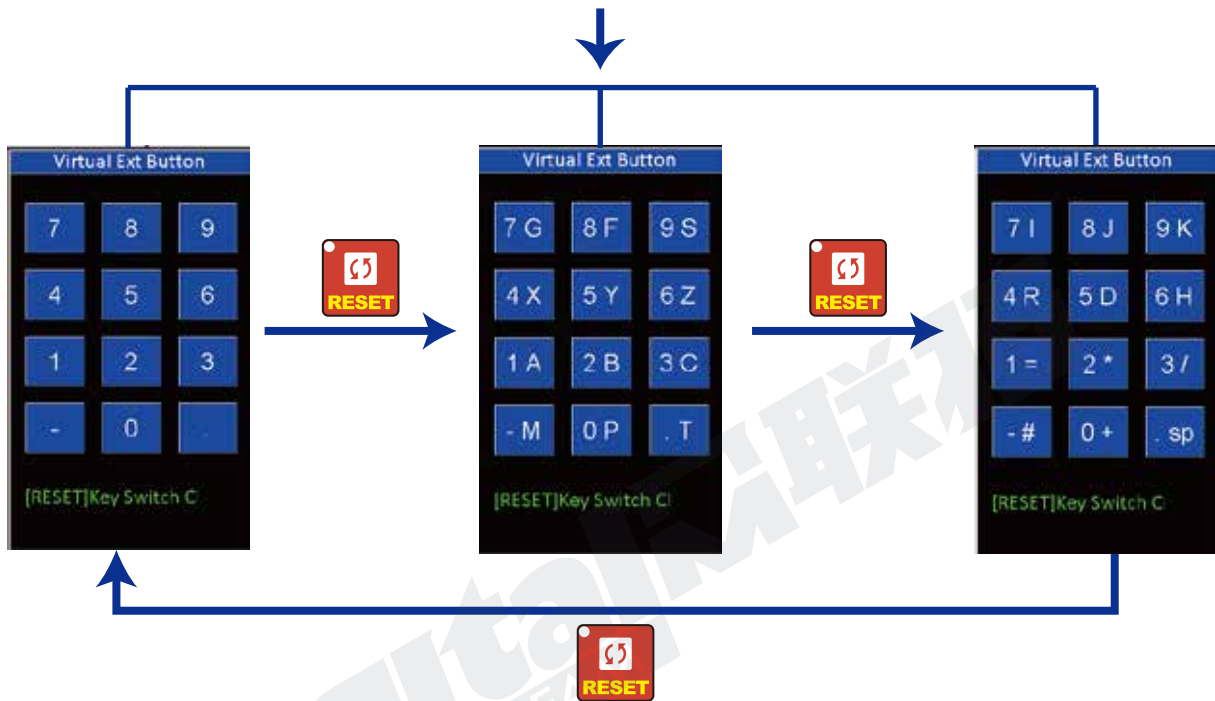 Virtual Ext Button
7 8 9
4 5 6
1 2 3
- 0 .
[RESET]Key Switch C
RESET
Virtual Ext Button
7 G 8 F 9 S
4 X 5 Y 6 Z
1 A 2 B 3 C
- M 0 P . T
[RESET]Key Switch C
RESET
Virtual Ext Button
7 I 8 J 9 K
4 R 5 D 6 H
1 = 2 * 3 /
- # 0 + . sp
[RESET]Key Switch C
RESET